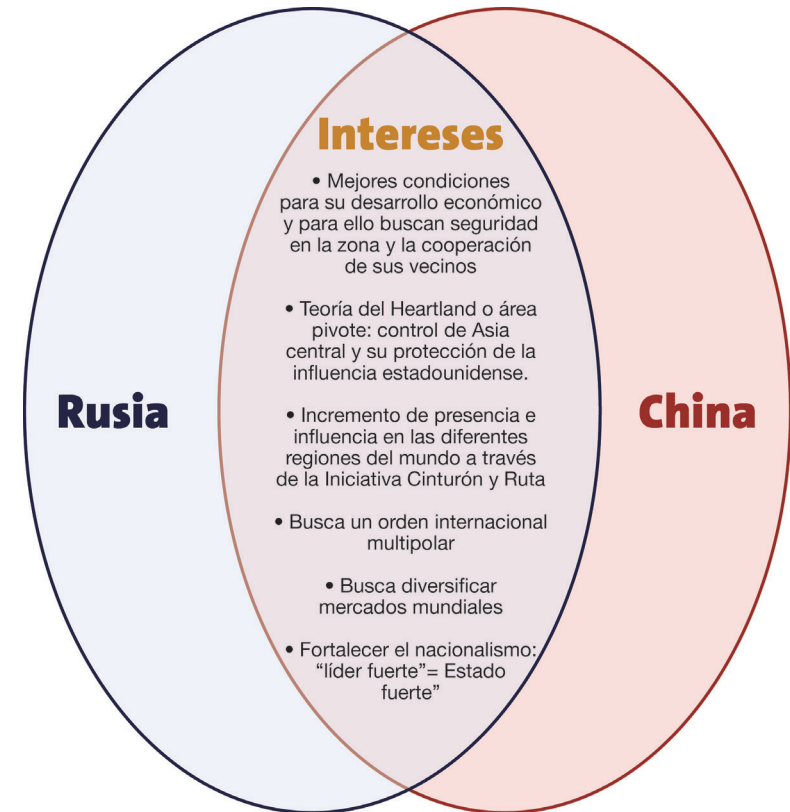 Intereses
• Mejores condiciones
para su desarrollo económico
y para ello buscan seguridad
en la zona y la cooperación
de sus vecinos
• Teoría del Heartland o área
pivote: control de Asia
central y su protección de la
influencia estadounidense.
• Incremento de presencia e
influencia en las diferentes
regiones del mundo a través
de la Iniciativa Cinturón y Ruta
• Busca un orden internacional
multipolar
• Busca diversificar
mercados mundiales
• Fortalecer el nacionalismo:
“líder fuerte”= Estado
fuerte”
Rusia
China